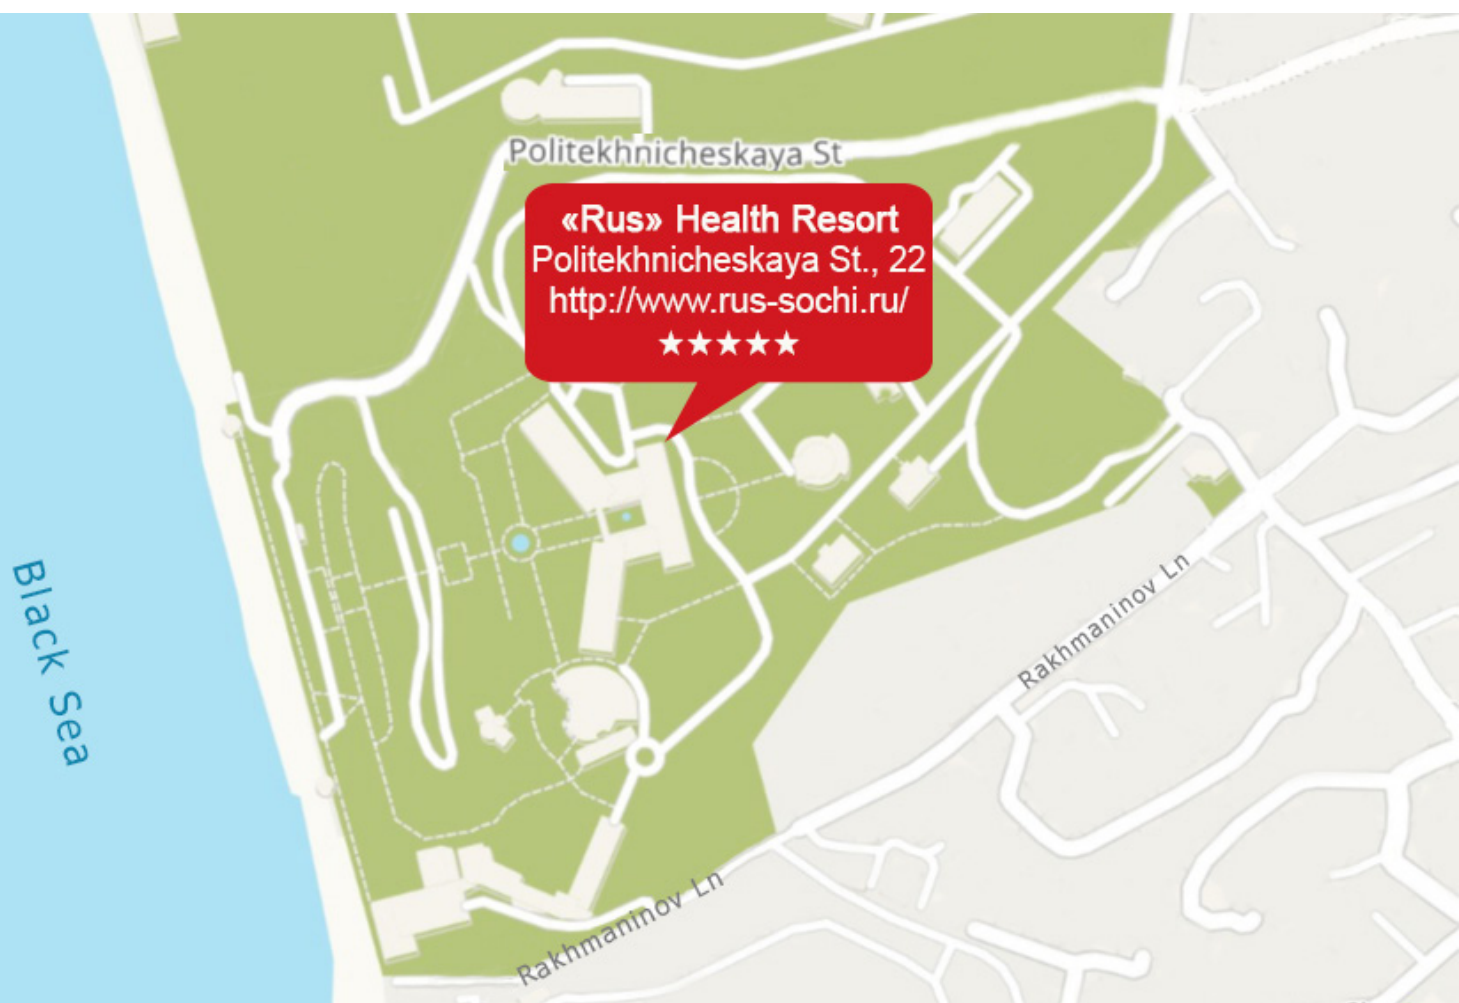 Politekhnicheskaya St
«Rus» Health Resort
Politekhnicheskaya St., 22
http://www.rus-sochi.ru/
★★★★★
Black Sea
Rakhmaninov Ln
Rakhmaninov Ln